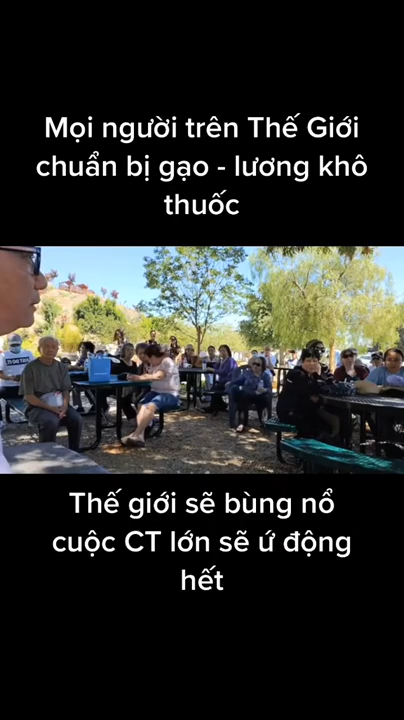 Mọi người trên Thế Giới
chuẩn bị gạo - lương khô
thuốc
Thế giới sẽ bùng nổ
cuộc CT lớn sẽ ứ động
hết